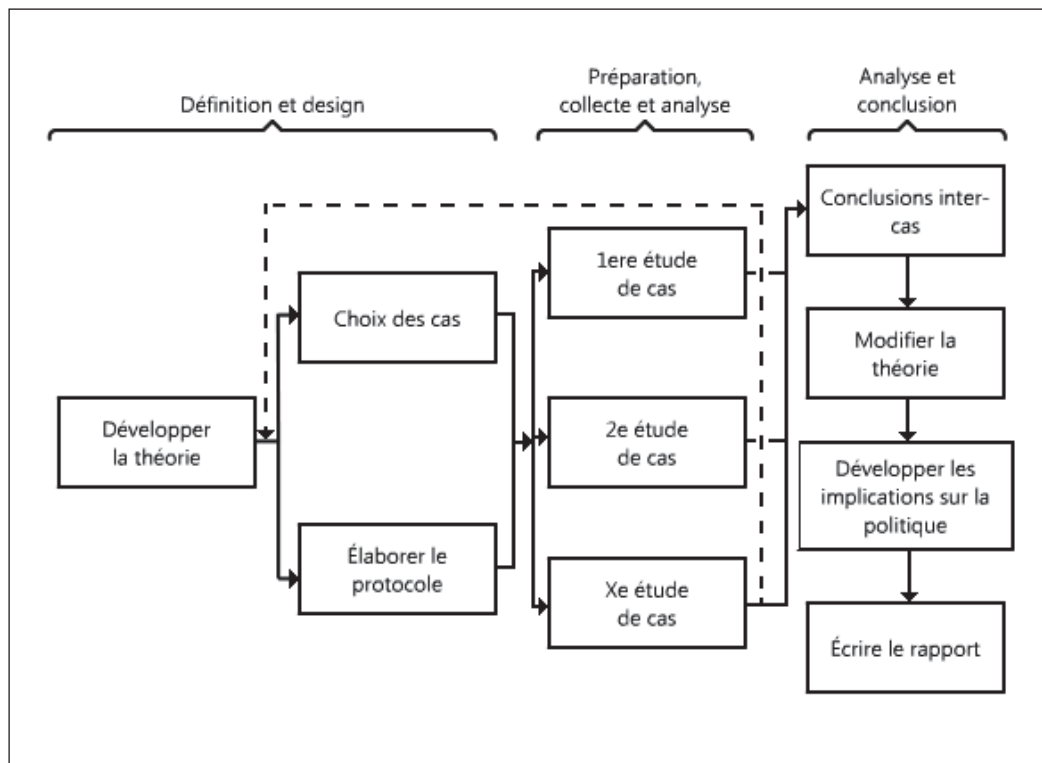 Définition et design
Préparation,
collecte et analyse
Analyse et
conclusion
Développer
la théorie
Choix des cas
Élaborer le
protocole
1ere étude
de cas
2e étude
de cas
Xe étude
de cas
Conclusions inter-
cas
Modifier la
théorie
Développer les
implications sur la
politique
Écrire le rapport